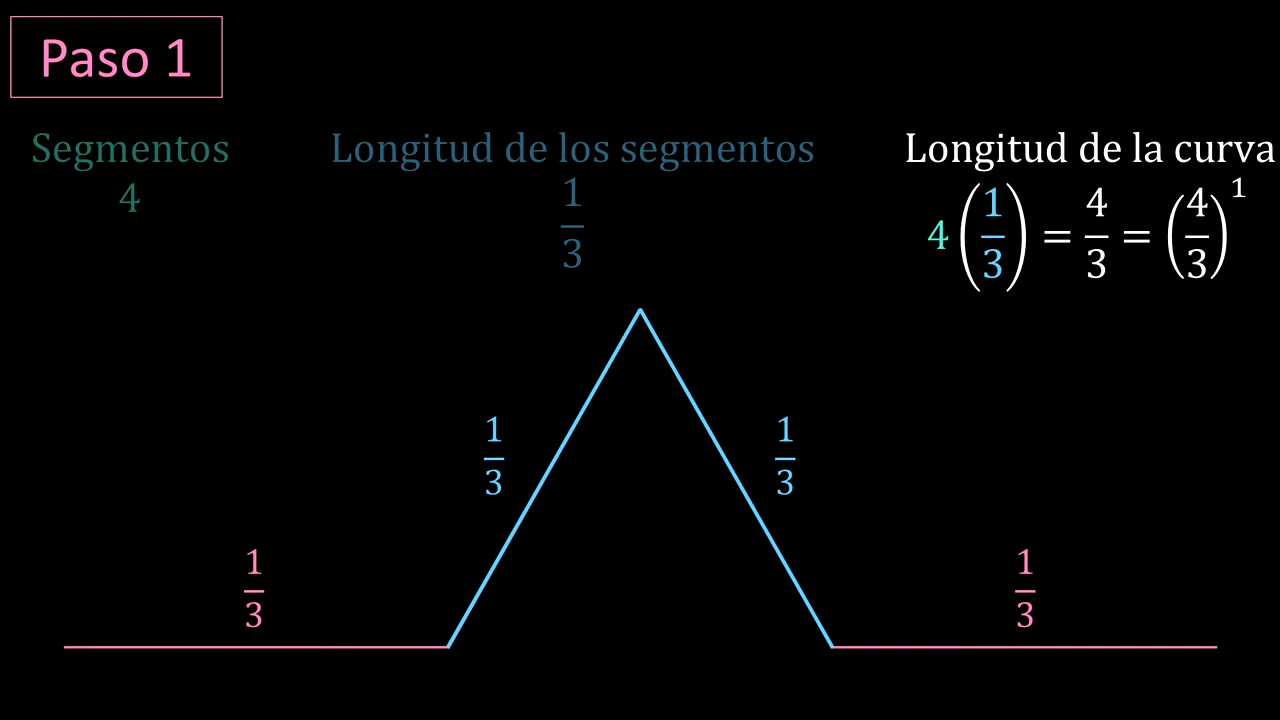 Paso 1
Segmentos
4
Longitud de los segmentos
1/3
Longitud de la curva
4(1/3) = 4/3 = (4/3)^1
1/3
1/3
1/3
1/3